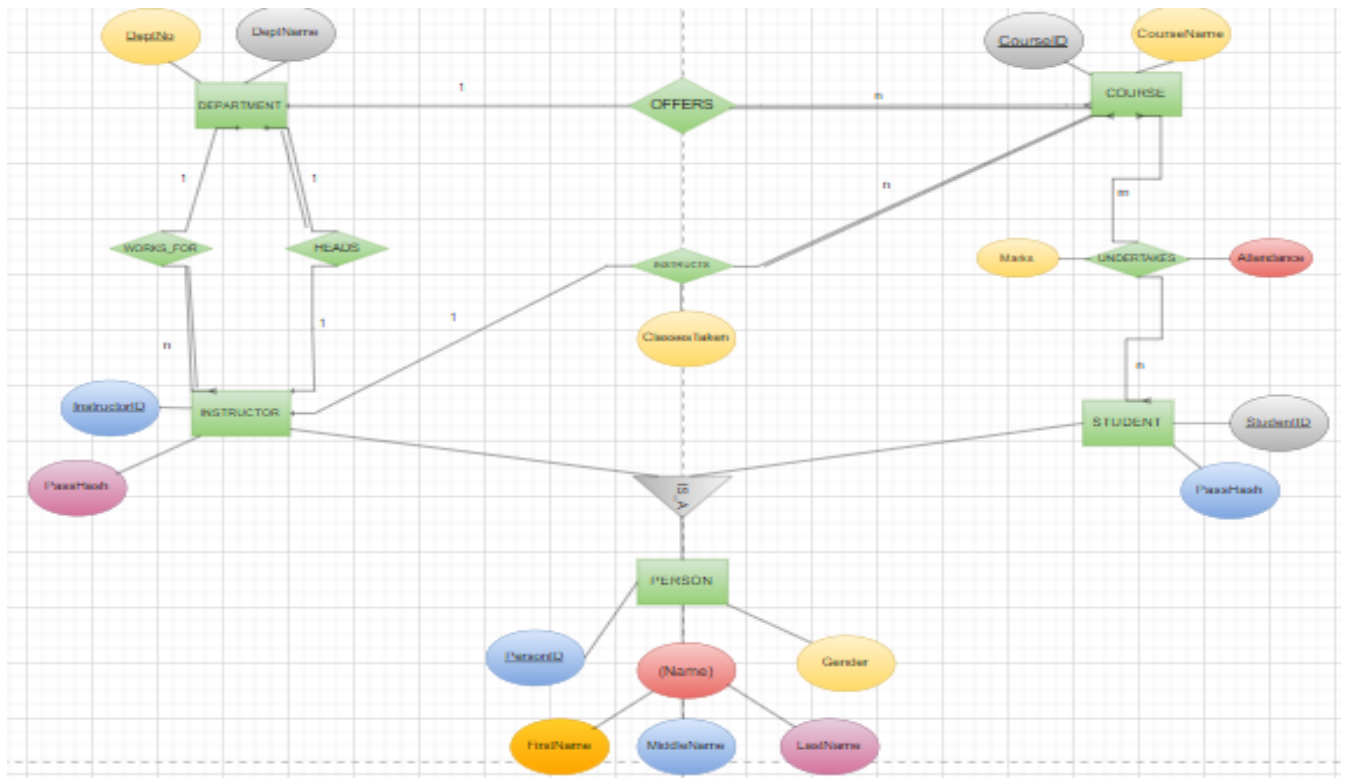 DeptNo
DeptName
CourseID
CourseName
DEPARTMENT
1
OFFERS
n
COURSE
1
1
n
m
WORKS_FOR
HEADS
INSTRUCTS
Marks
UNDERTAKES
Attendance
n
1
1
ClassesTaken
n
InstructorID
INSTRUCTOR
STUDENT
StudentID
PassHash
IS_A
PassHash
PERSON
PersonID
(Name)
Gender
FirstName
MiddleName
LastName